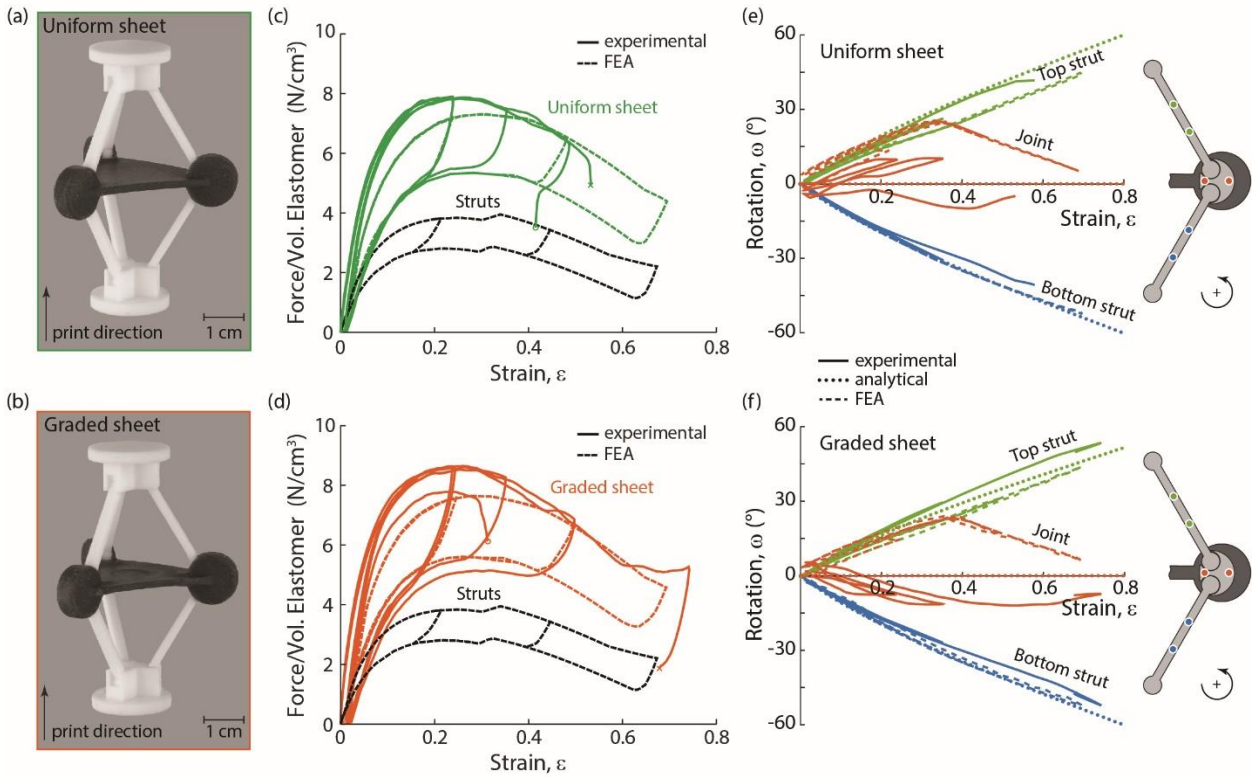 (a)
Uniform sheet
print direction
1 cm
(b)
Graded sheet
print direction
1 cm
(c)
Force/Vol. Elastomer (N/cm³)
10
8
6
4
2
0
experimental
FEA
Uniform sheet
Struts
0
0.2
0.4
0.6
0.8
Strain, ε
(d)
Force/Vol. Elastomer (N/cm³)
10
8
6
4
2
0
experimental
FEA
Graded sheet
Struts
0
0.2
0.4
0.6
0.8
Strain, ε
(e)
Uniform sheet
Rotation, ω (°)
60
30
0
-30
-60
Top strut
Joint
0.2
0.4
0.6
0.8
Strain, ε
Bottom strut
+
experimental
analytical
FEA
(f)
Graded sheet
Rotation, ω (°)
60
30
0
-30
-60
Top strut
Joint
0.2
0.4
0.6
0.8
Strain, ε
Bottom strut
+